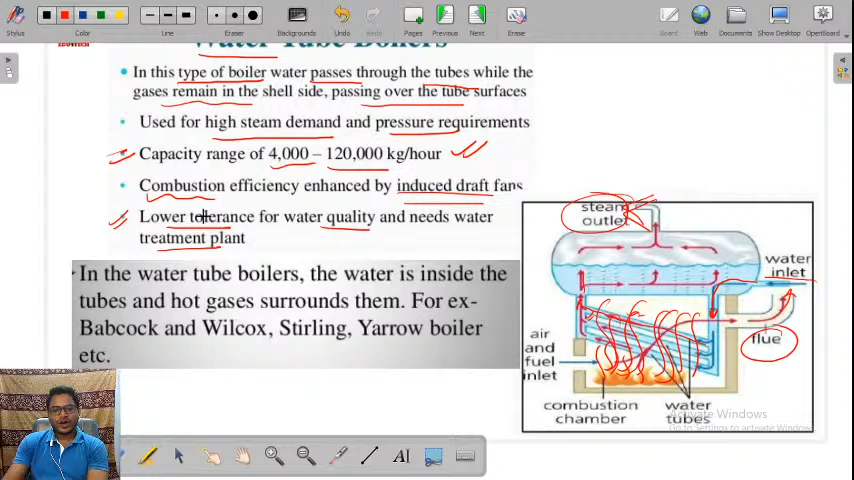 Stylus
Color
Line
Eraser
Backgrounds
Undo
Redo
Pages
Previous
Next
Erase
Board
Web
Documents
Show Desktop
OpenBoard
Water Tube Boilers
• In this type of boiler water passes through the tubes while the
gases remain in the shell side, passing over the tube surfaces
• Used for high steam demand and pressure requirements
• Capacity range of 4,000 – 120,000 kg/hour
• Combustion efficiency enhanced by induced draft fans
• Lower tolerance for water quality and needs water
treatment plant
In the water tube boilers, the water is inside the
tubes and hot gases surrounds them. For ex-
Babcock and Wilcox, Stirling, Yarrow boiler
etc.
steam
outlet
water
inlet
flue
air
and
fuel
inlet
combustion
chamber
water
tubes
Activate Windows
Go to Settings to activate Windows.